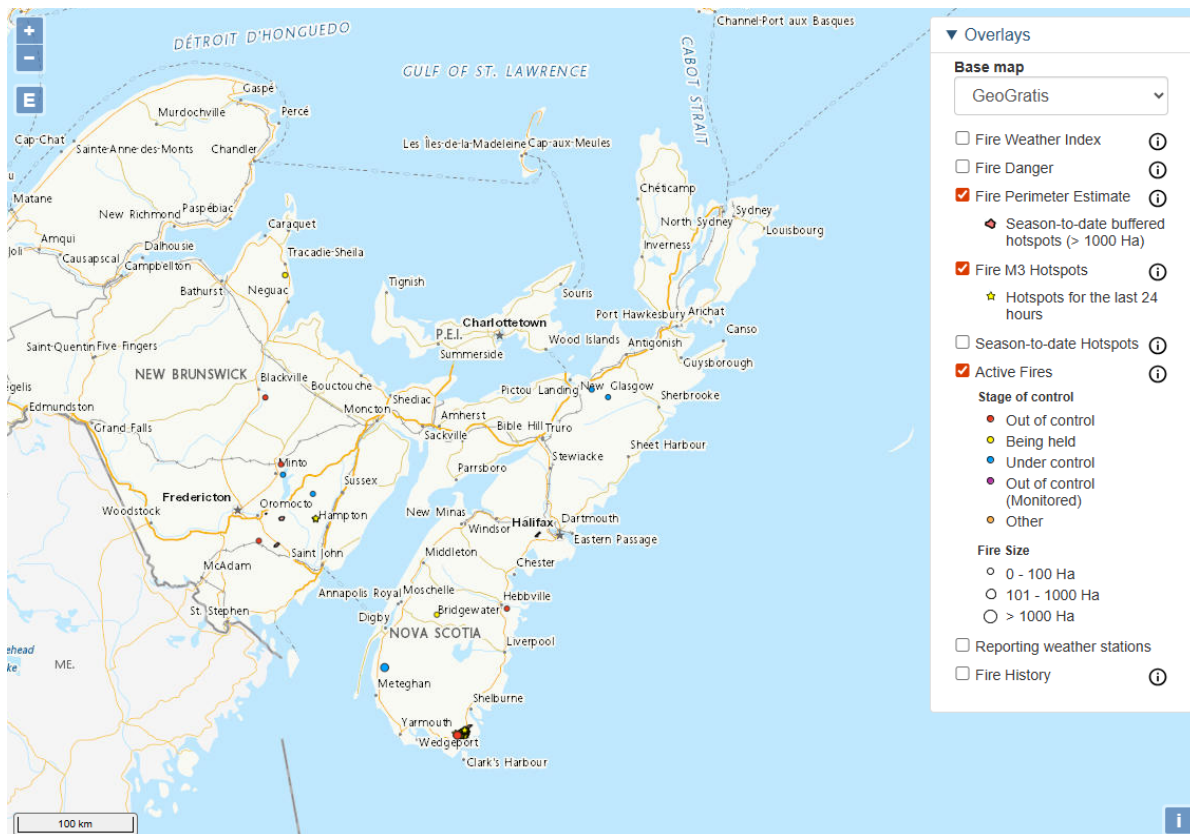 Channel-Port aux Basques
+
−
E
DÉTROIT D'HONGUEDO
GULF OF ST. LAWRENCE
CABOT STRAIT
Gaspé
Murdochville
Percé
Cap-Chat
Sainte-Anne-des-Monts
Chandler
Les Îles-de-la-Madeleine
Cap-aux-Meules
Matane
New Richmond
Paspébiac
Chéticamp
North Sydney
Sydney
Louisbourg
Amqui
Causapscal
Dalhousie
Campbellton
Caraquet
Tracadie-Sheila
Inverness
Bathurst
Neguac
Tignish
Souris
Port Hawkesbury
Arichat
Canso
Charlottetown
P.E.I.
Summerside
Wood Islands
Antigonish
Guysborough
Saint-Quentin
Five Fingers
NEW BRUNSWICK
Blackville
Bouctouche
Shediac
Moncton
Pictou Landing
New Glasgow
Sherbrooke
Edmundston
Grand Falls
Amherst
Sackville
Bible Hill
Truro
Sheet Harbour
Stewiacke
Parrsboro
Minto
Sussex
Fredericton
Oromocto
Hampton
Woodstock
New Minas
Windsor
Halifax
Dartmouth
Eastern Passage
Saint John
McAdam
Middleton
Chester
Annapolis Royal
Moschelle
Hebbville
Bridgewater
St. Stephen
Digby
NOVA SCOTIA
Liverpool
ME.
Meteghan
Shelburne
Yarmouth
Wedgeport
Clark's Harbour
100 km
i
▼ Overlays
Base map
GeoGratis
Fire Weather Index
Fire Danger
Fire Perimeter Estimate
Season-to-date buffered
hotspots (> 1000 Ha)
Fire M3 Hotspots
Hotspots for the last 24
hours
Season-to-date Hotspots
Active Fires
Stage of control
Out of control
Being held
Under control
Out of control
(Monitored)
Other
Fire Size
0 - 100 Ha
101 - 1000 Ha
> 1000 Ha
Reporting weather stations
Fire History